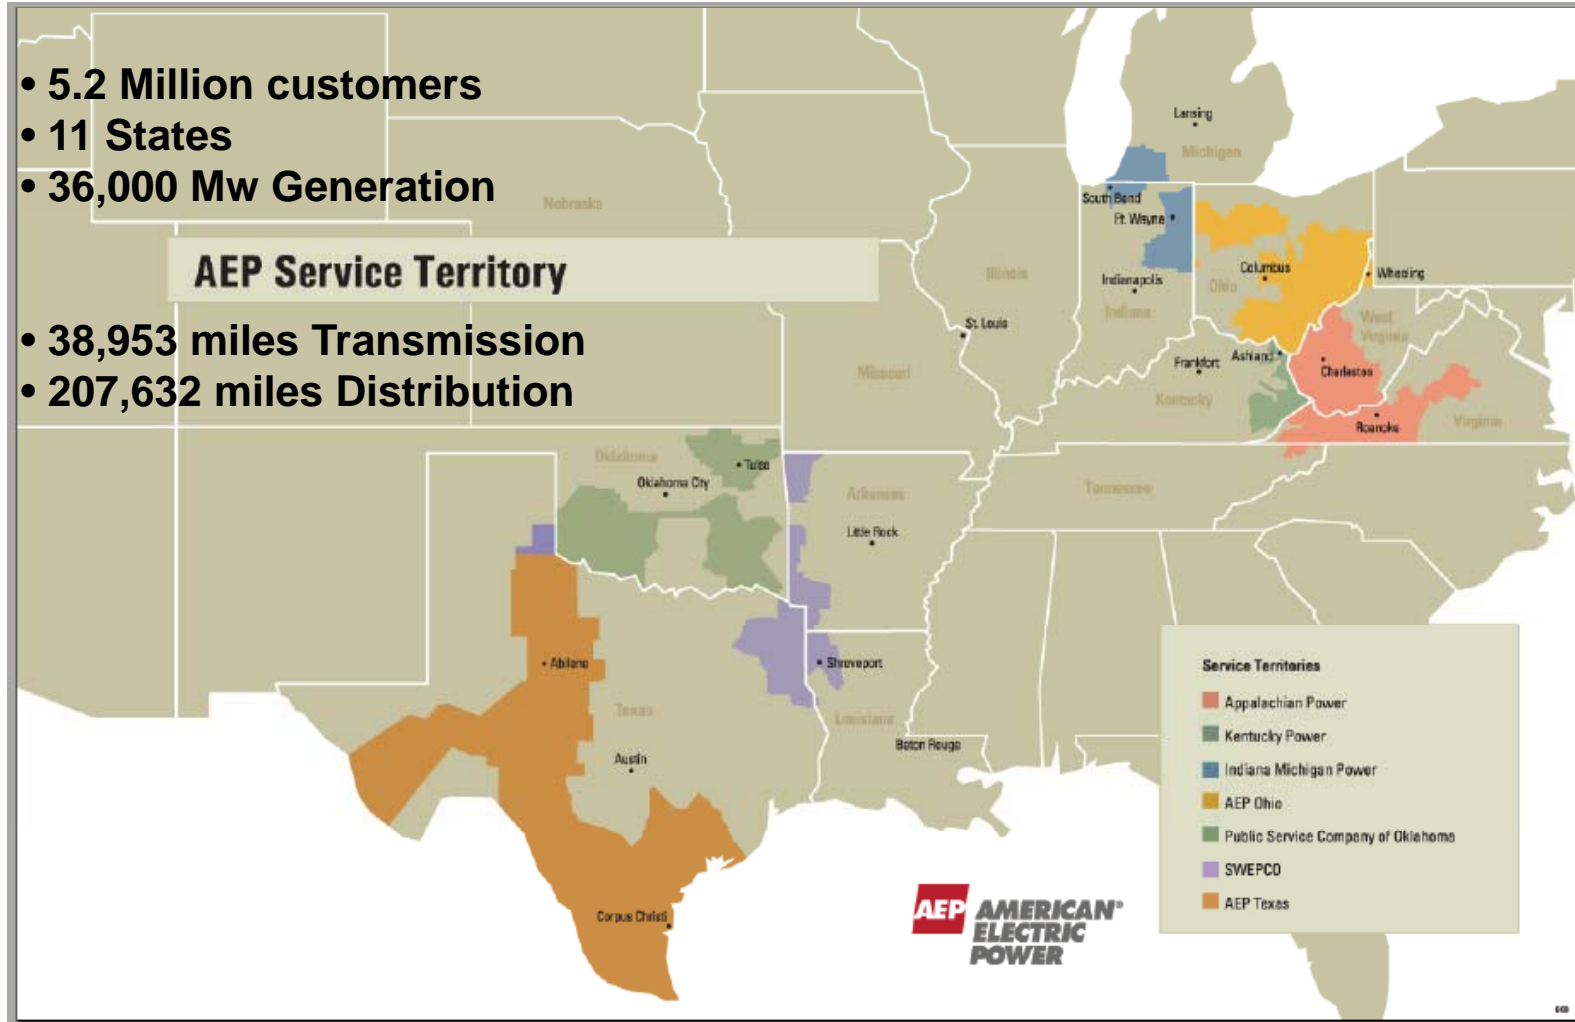 • 5.2 Million customers
• 11 States
• 36,000 Mw Generation
AEP Service Territory
• 38,953 miles Transmission
• 207,632 miles Distribution
Lansing
Michigan
South Bend
Ft. Wayne
Nebraska
Illinois
Indianapolis
Indiana
Columbus
Ohio
Wheeling
West
Virginia
St. Louis
Missouri
Frankfort
Ashland
Charleston
Kentucky
Roanoke
Virginia
Oklahoma
Tulsa
Oklahoma City
Arkansas
Tennessee
Little Rock
Abilene
Shreveport
Texas
Louisiana
Austin
Baton Rouge
Corpus Christi
Service Territories
Appalachian Power
Kentucky Power
Indiana Michigan Power
AEP Ohio
Public Service Company of Oklahoma
SWEPCO
AEP Texas
AEP AMERICAN®
ELECTRIC
POWER